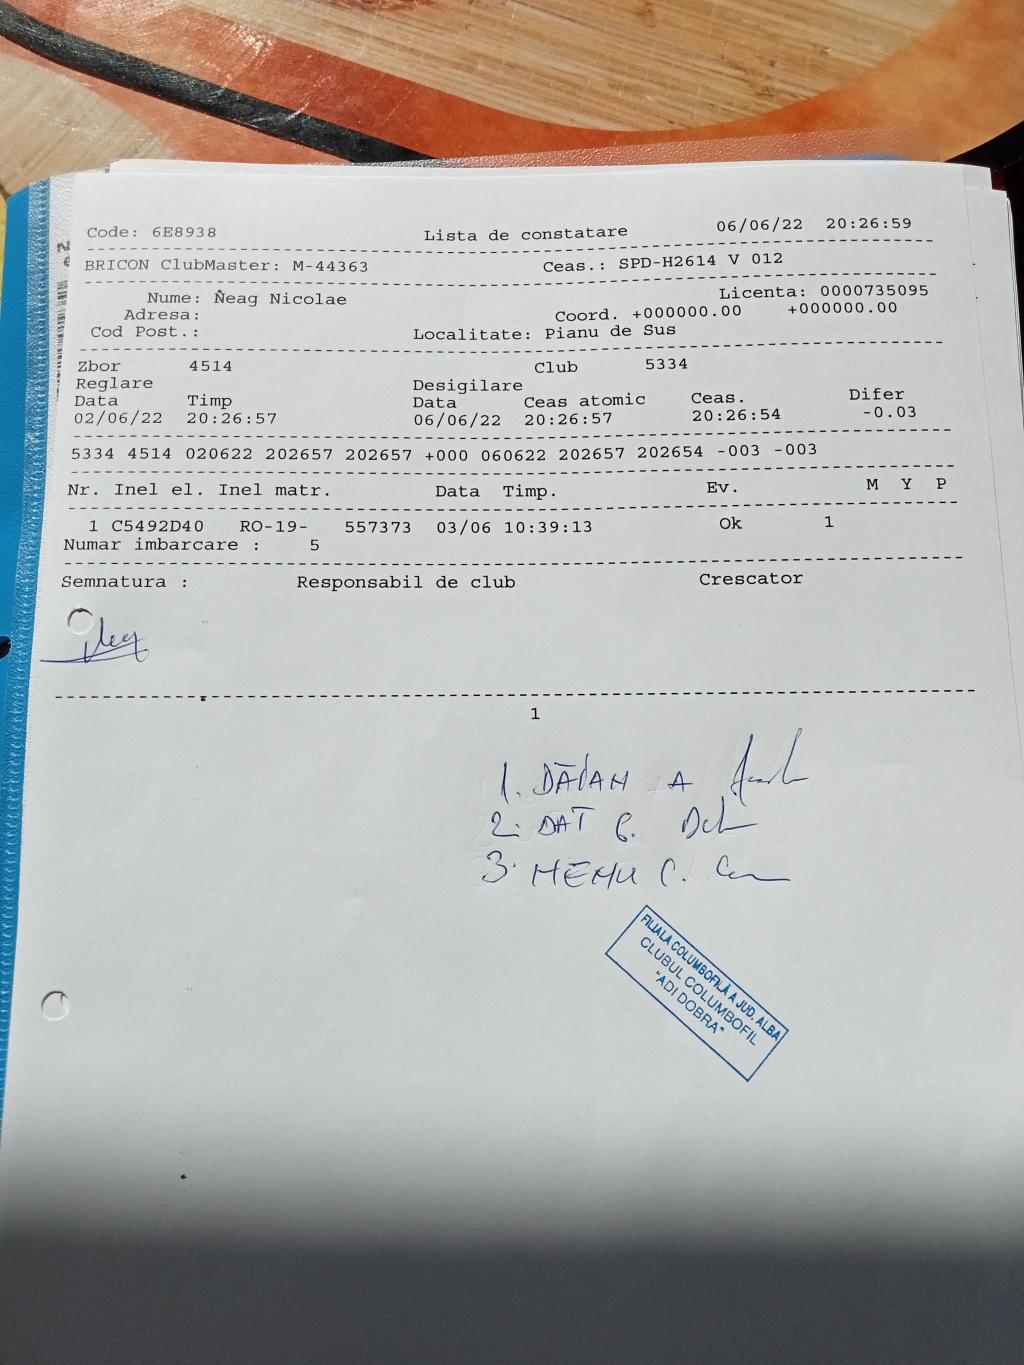 Code: 6E8938 Lista de constatare 06/06/22 20:26:59
BRICON ClubMaster: M-44363 Ceas.: SPD-H2614 V 012
Nume: Neag Nicolae Licenta: 0000735095
Adresa: Coord. +000000.00 +000000.00
Cod Post.: Localitate: Pianu de Sus
Zbor 4514 Club 5334
Reglare Desigilare
Data Timp Data Ceas atomic Ceas. Difer
02/06/22 20:26:57 06/06/22 20:26:57 20:26:54 -0.03
5334 4514 020622 202657 202657 +000 060622 202657 202654 -003 -003
Nr. Inel el. Inel matr. Data Timp. Ev. M Y P
1 C5492D40 RO-19- 557373 03/06 10:39:13 Ok 1
Numar imbarcare : 5
Semnatura : Responsabil de club Crescator
1
1. A
2. DAT
3. C.
FILIALA COLUMBOFILĂ A JUD. ALBA
CLUBUL COLUMBOFIL
"ADI DOBRA"